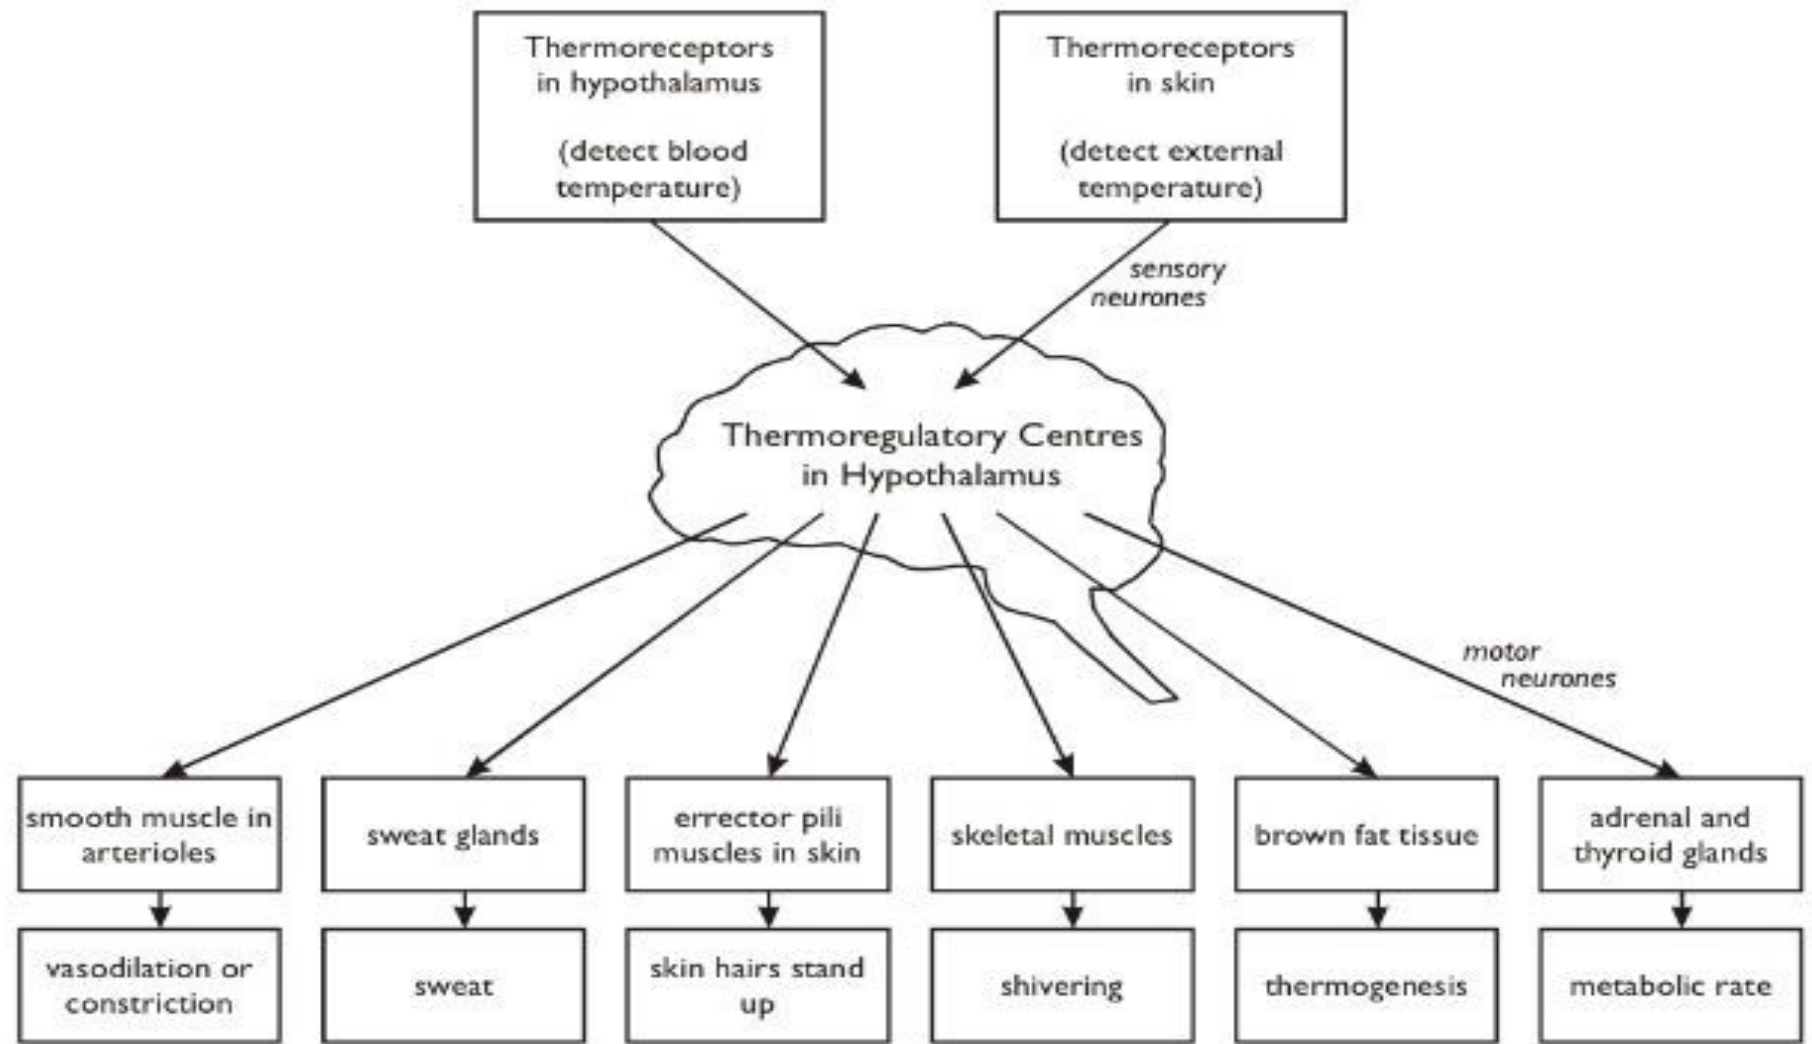 Thermoreceptors
in hypothalamus
(detect blood
temperature)
Thermoreceptors
in skin
(detect external
temperature)
sensory
neurones
Thermoregulatory Centres
in Hypothalamus
motor
neurones
smooth muscle in
arterioles
sweat glands
errector pili
muscles in skin
skeletal muscles
brown fat tissue
adrenal and
thyroid glands
vasodilation or
constriction
sweat
skin hairs stand
up
shivering
thermogenesis
metabolic rate